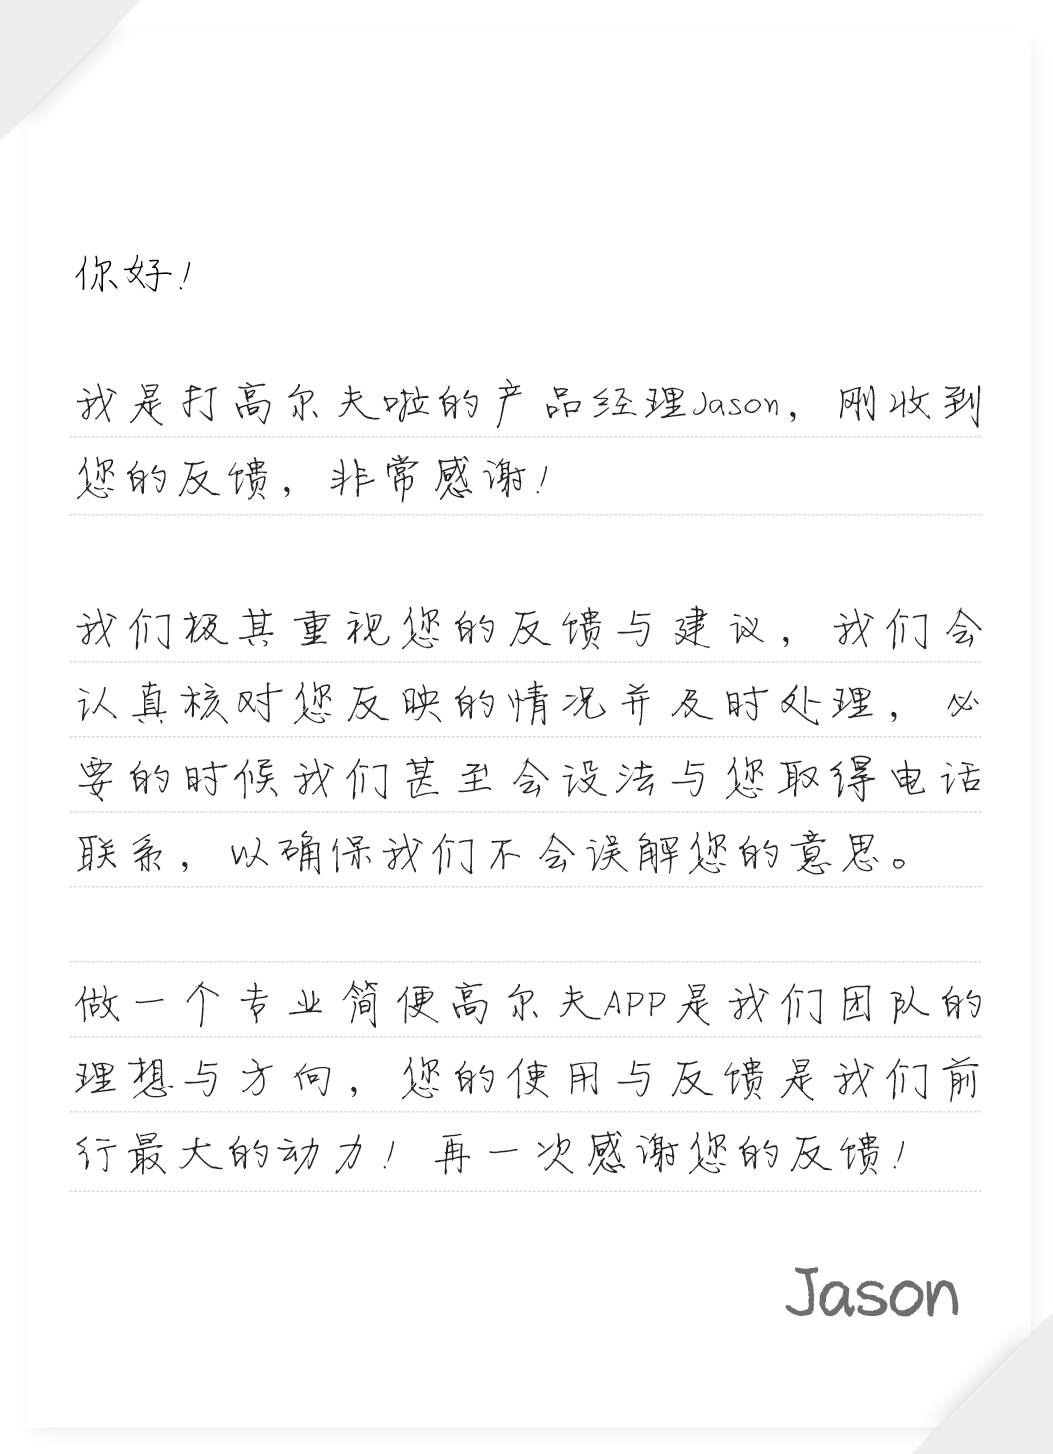 你好！
我是打高尔夫啦的产品经理Jason，刚收到
您的反馈，非常感谢！
我们极其重视您的反馈与建议，我们会
认真核对您反映的情况并及时处理，必
要的时候我们甚至会设法与您取得电话
联系，以确保我们不会误解您的意思。
做一个专业简便高尔夫APP是我们团队的
理想与方向，您的使用与反馈是我们前
行最大的动力！再一次感谢您的反馈！
Jason